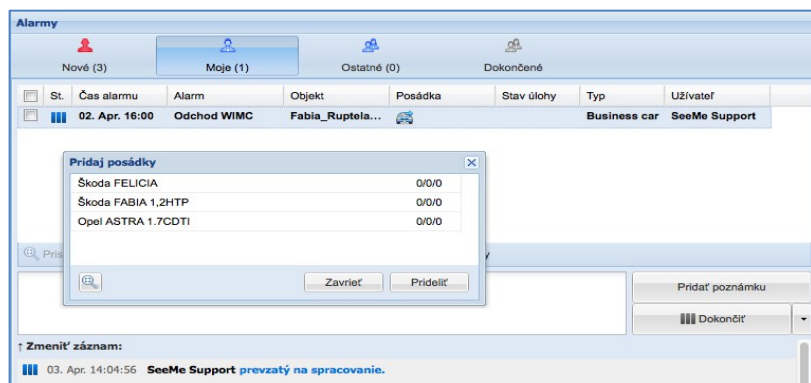 Alarmy
Nové (3) Moje (1) Ostatné (0) Dokončené
St. Čas alarmu Alarm Objekt Posádka Stav úlohy Typ Užívateľ
02. Apr. 16:00 Odchod WIMC Fabia_Ruptela... Business car SeeMe Support
Pridaj posádky
Škoda FELICIA 0/0/0
Škoda FABIA 1,2HTP 0/0/0
Opel ASTRA 1.7CDTI 0/0/0
Zavrieť Prideliť
Pridať poznámku
Dokončiť
↑ Zmeniť záznam:
03. Apr. 14:04:56 SeeMe Support prevzatý na spracovanie.